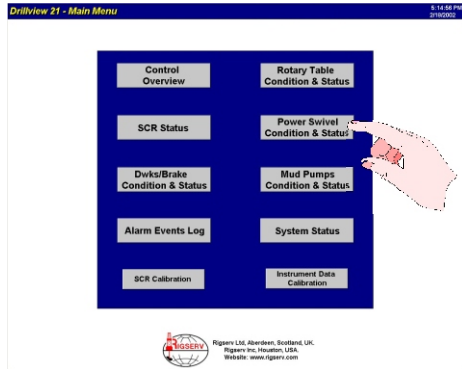 Drillview 21 - Main Menu
5:14:56 PM
2/19/2002
Control
Overview
Rotary Table
Condition & Status
SCR Status
Power Swivel
Condition & Status
Dwks/Brake
Condition & Status
Mud Pumps
Condition & Status
Alarm Events Log
System Status
SCR Calibration
Instrument Data
Calibration
RIGSERV
Rigserv Ltd, Aberdeen, Scotland, UK.
Rigserv Inc, Houston, USA.
Website: www.rigserv.com